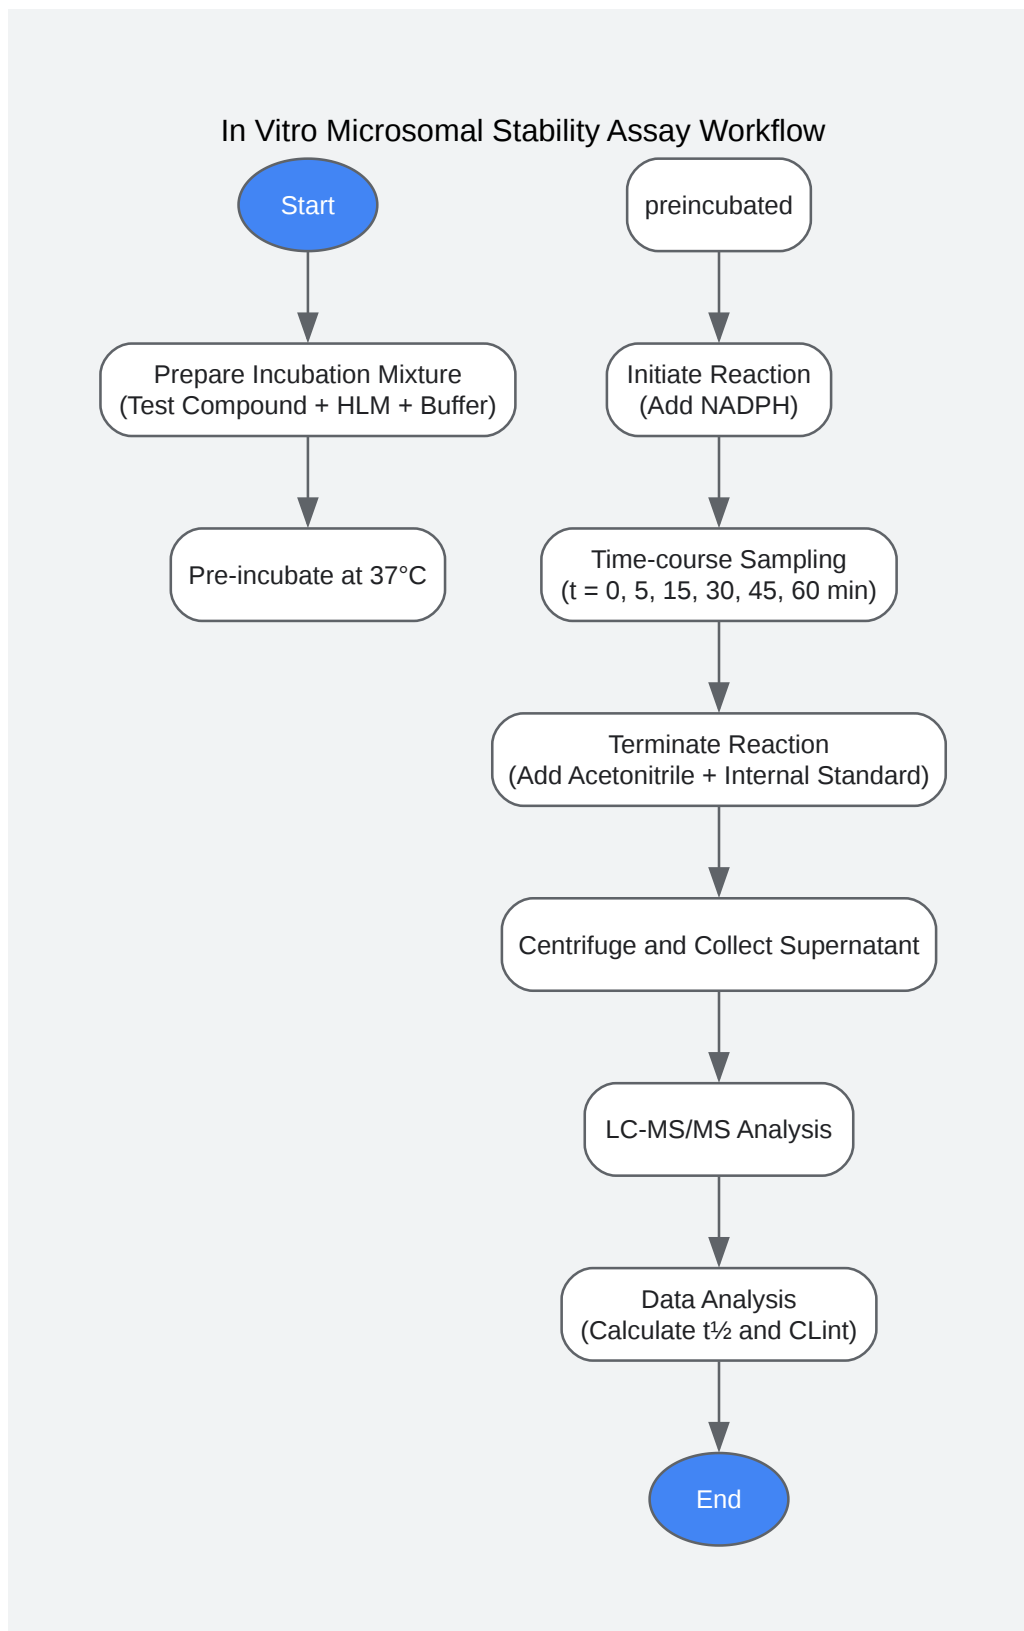 In Vitro Microsomal Stability Assay Workflow
Start
Prepare Incubation Mixture
(Test Compound + HLM + Buffer)
Pre-incubate at 37°C
preincubated
Initiate Reaction
(Add NADPH)
Time-course Sampling
(t = 0, 5, 15, 30, 45, 60 min)
Terminate Reaction
(Add Acetonitrile + Internal Standard)
Centrifuge and Collect Supernatant
LC-MS/MS Analysis
Data Analysis
(Calculate t½ and CLint)
End